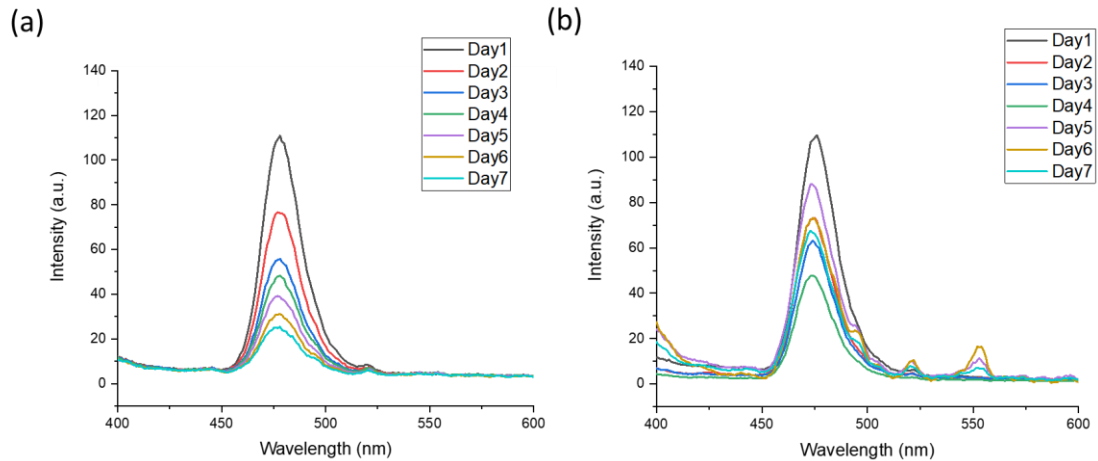 (a)
Day1
Day2
Day3
Day4
Day5
Day6
Day7
140
120
100
80
60
40
20
0
Intensity (a.u.)
400
450
500
550
600
Wavelength (nm)
(b)
Day1
Day2
Day3
Day4
Day5
Day6
Day7
140
120
100
80
60
40
20
0
Intensity (a.u.)
400
450
500
550
600
Wavelength (nm)